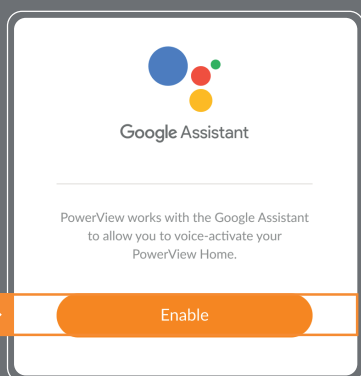 Google Assistant
PowerView works with the Google Assistant
to allow you to voice-activate your
PowerView Home.
Enable